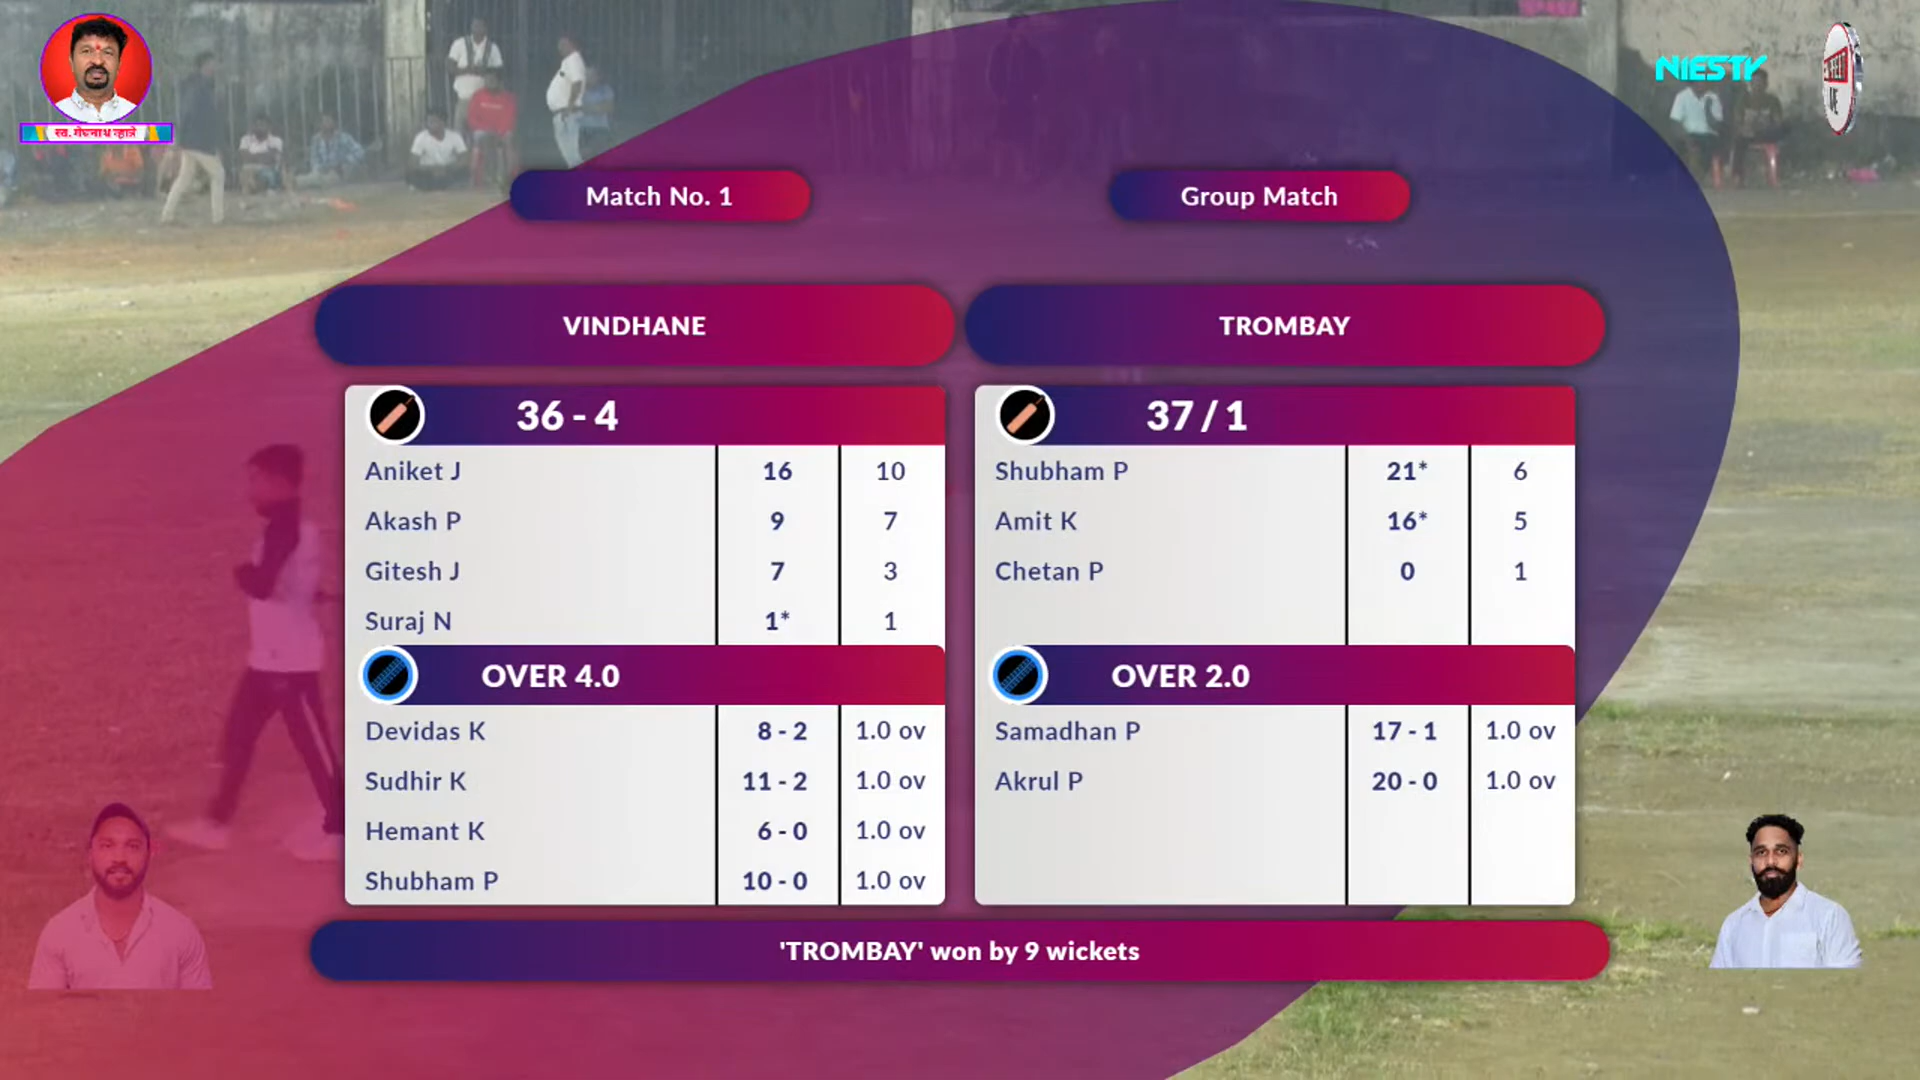 स्व. गोरखनाथ म्हात्रे
NIESTY
Match No. 1
Group Match
VINDHANE
TROMBAY
36 - 4
Aniket J 16 10
Akash P 9 7
Gitesh J 7 3
Suraj N 1* 1
OVER 4.0
Devidas K 8 - 2 1.0 ov
Sudhir K 11 - 2 1.0 ov
Hemant K 6 - 0 1.0 ov
Shubham P 10 - 0 1.0 ov
37 / 1
Shubham P 21* 6
Amit K 16* 5
Chetan P 0 1
OVER 2.0
Samadhan P 17 - 1 1.0 ov
Akrul P 20 - 0 1.0 ov
'TROMBAY' won by 9 wickets